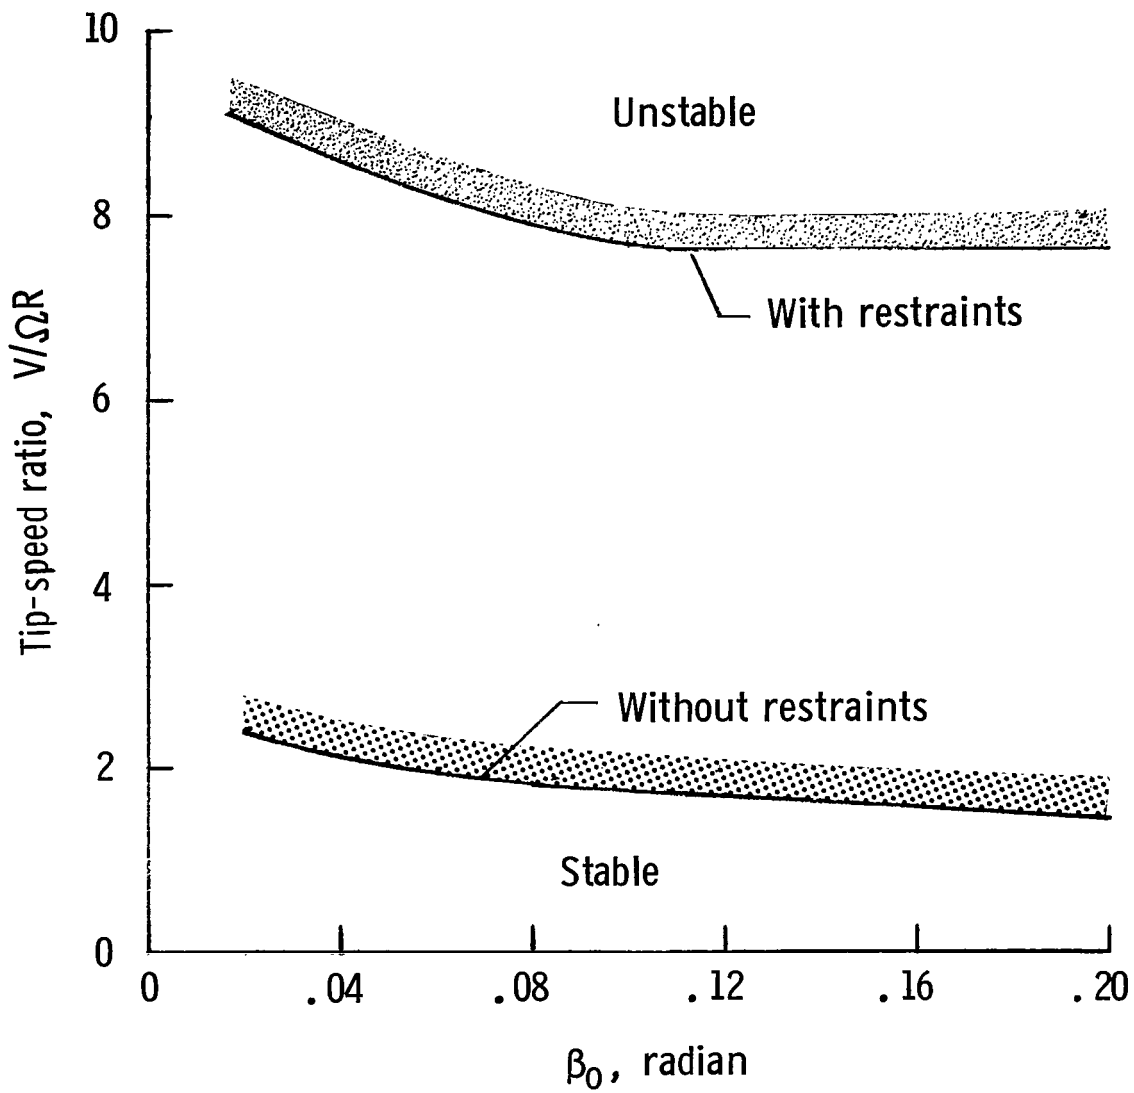 10
Unstable
8
With restraints
6
Tip-speed ratio, V/ΩR
4
Without restraints
2
Stable
0
0 .04 .08 .12 .16 .20
β₀, radian